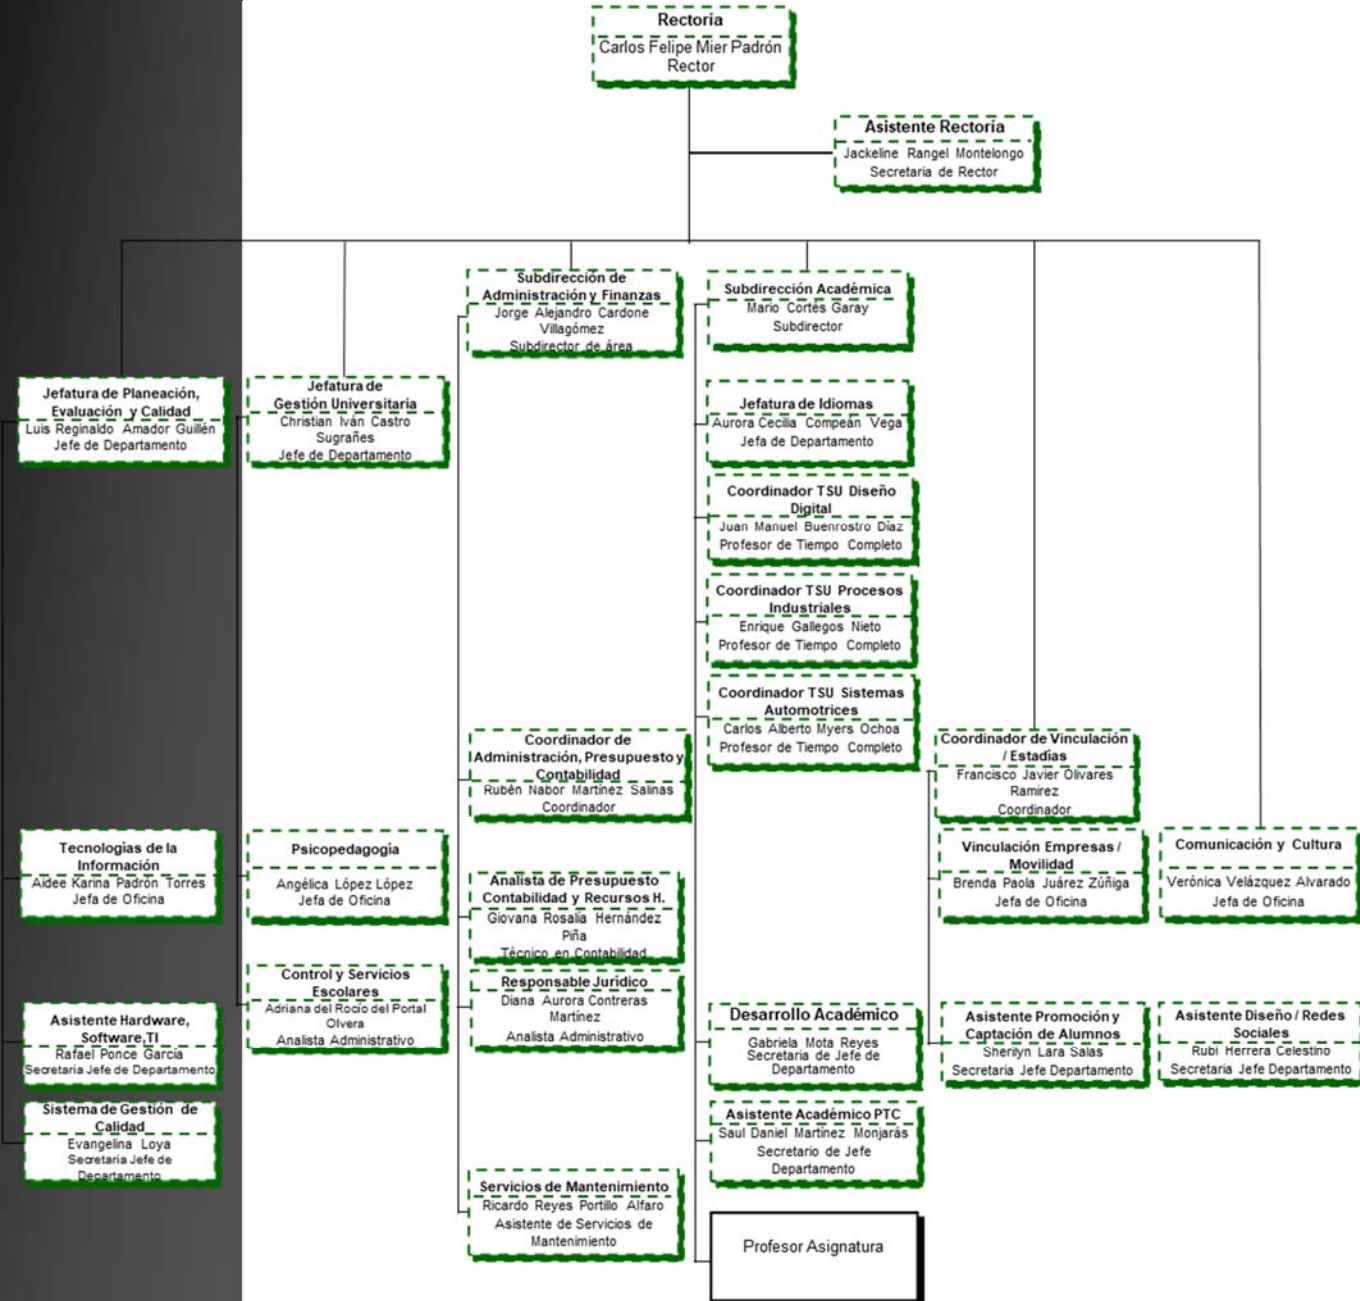 Rectoría
Carlos Felipe Mier Padrón
Rector
Asistente Rectoría
Jackeline Rangel Montelongo
Secretaria de Rector
Jefatura de Planeación,
Evaluación y Calidad
Luis Reginaldo Amador Guillén
Jefe de Departamento
Jefatura de
Gestión Universitaria
Christian Iván Castro
Sugrañes
Jefe de Departamento
Subdirección de
Administración y Finanzas
Jorge Alejandro Cardone
Villagómez
Subdirector de área
Subdirección Académica
Mario Cortés Garay
Subdirector
Jefatura de Idiomas
Aurora Cecilia Compeán Vega
Jefa de Departamento
Coordinador TSU Diseño
Digital
Juan Manuel Buenrostro Díaz
Profesor de Tiempo Completo
Coordinador TSU Procesos
Industriales
Enrique Gallegos Nieto
Profesor de Tiempo Completo
Coordinador TSU Sistemas
Automotrices
Carlos Alberto Myers Ochoa
Profesor de Tiempo Completo
Coordinador de
Administración, Presupuesto y
Contabilidad
Rubén Nabor Martínez Salinas
Coordinador
Coordinador de Vinculación
/ Estadías
Francisco Javier Olivares
Ramírez
Coordinador
Tecnologías de la
Información
Aidee Karina Padrón Torres
Jefa de Oficina
Psicopedagogía
Angélica López López
Jefa de Oficina
Analista de Presupuesto
Contabilidad y Recursos H.
Giovana Rosalía Hernández
Piña
Técnico en Contabilidad
Vinculación Empresas /
Movilidad
Brenda Paola Juárez Zúñiga
Jefa de Oficina
Comunicación y Cultura
Verónica Velázquez Alvarado
Jefa de Oficina
Asistente Hardware,
Software,TI
Rafael Ponce García
Secretaria Jefe de Departamento
Control y Servicios
Escolares
Adriana del Rocío del Portal
Olvera
Analista Administrativo
Responsable Jurídico
Diana Aurora Contreras
Martínez
Analista Administrativo
Desarrollo Académico
Gabriela Mota Reyes
Secretaria de Jefe de
Departamento
Asistente Promoción y
Captación de Alumnos
Sherilyn Lara Salas
Secretaria Jefe Departamento
Asistente Diseño / Redes
Sociales
Rubí Herrera Celestino
Secretaria Jefe Departamento
Sistema de Gestión de
Calidad
Evangelina Loya
Secretaria Jefe de
Departamento
Servicios de Mantenimiento
Ricardo Reyes Portillo Alfaro
Asistente de Servicios de
Mantenimiento
Asistente Académico PTC
Saul Daniel Martínez Monjarás
Secretario de Jefe
Departamento
Profesor Asignatura